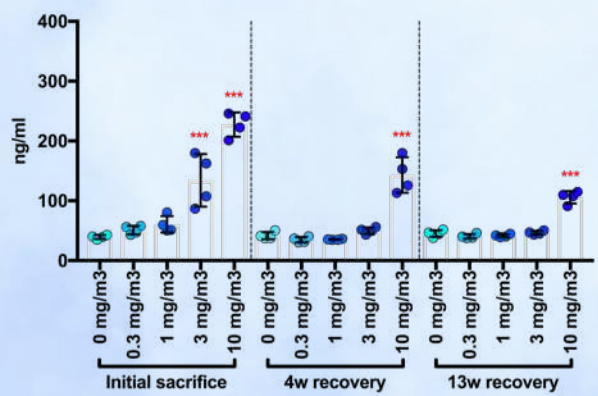 400
300
200
100
0
ng/ml
***
***
***
***
0 mg/m3
0.3 mg/m3
1 mg/m3
3 mg/m3
10 mg/m3
0 mg/m3
0.3 mg/m3
1 mg/m3
3 mg/m3
10 mg/m3
0 mg/m3
0.3 mg/m3
1 mg/m3
3 mg/m3
10 mg/m3
Initial sacrifice
4w recovery
13w recovery